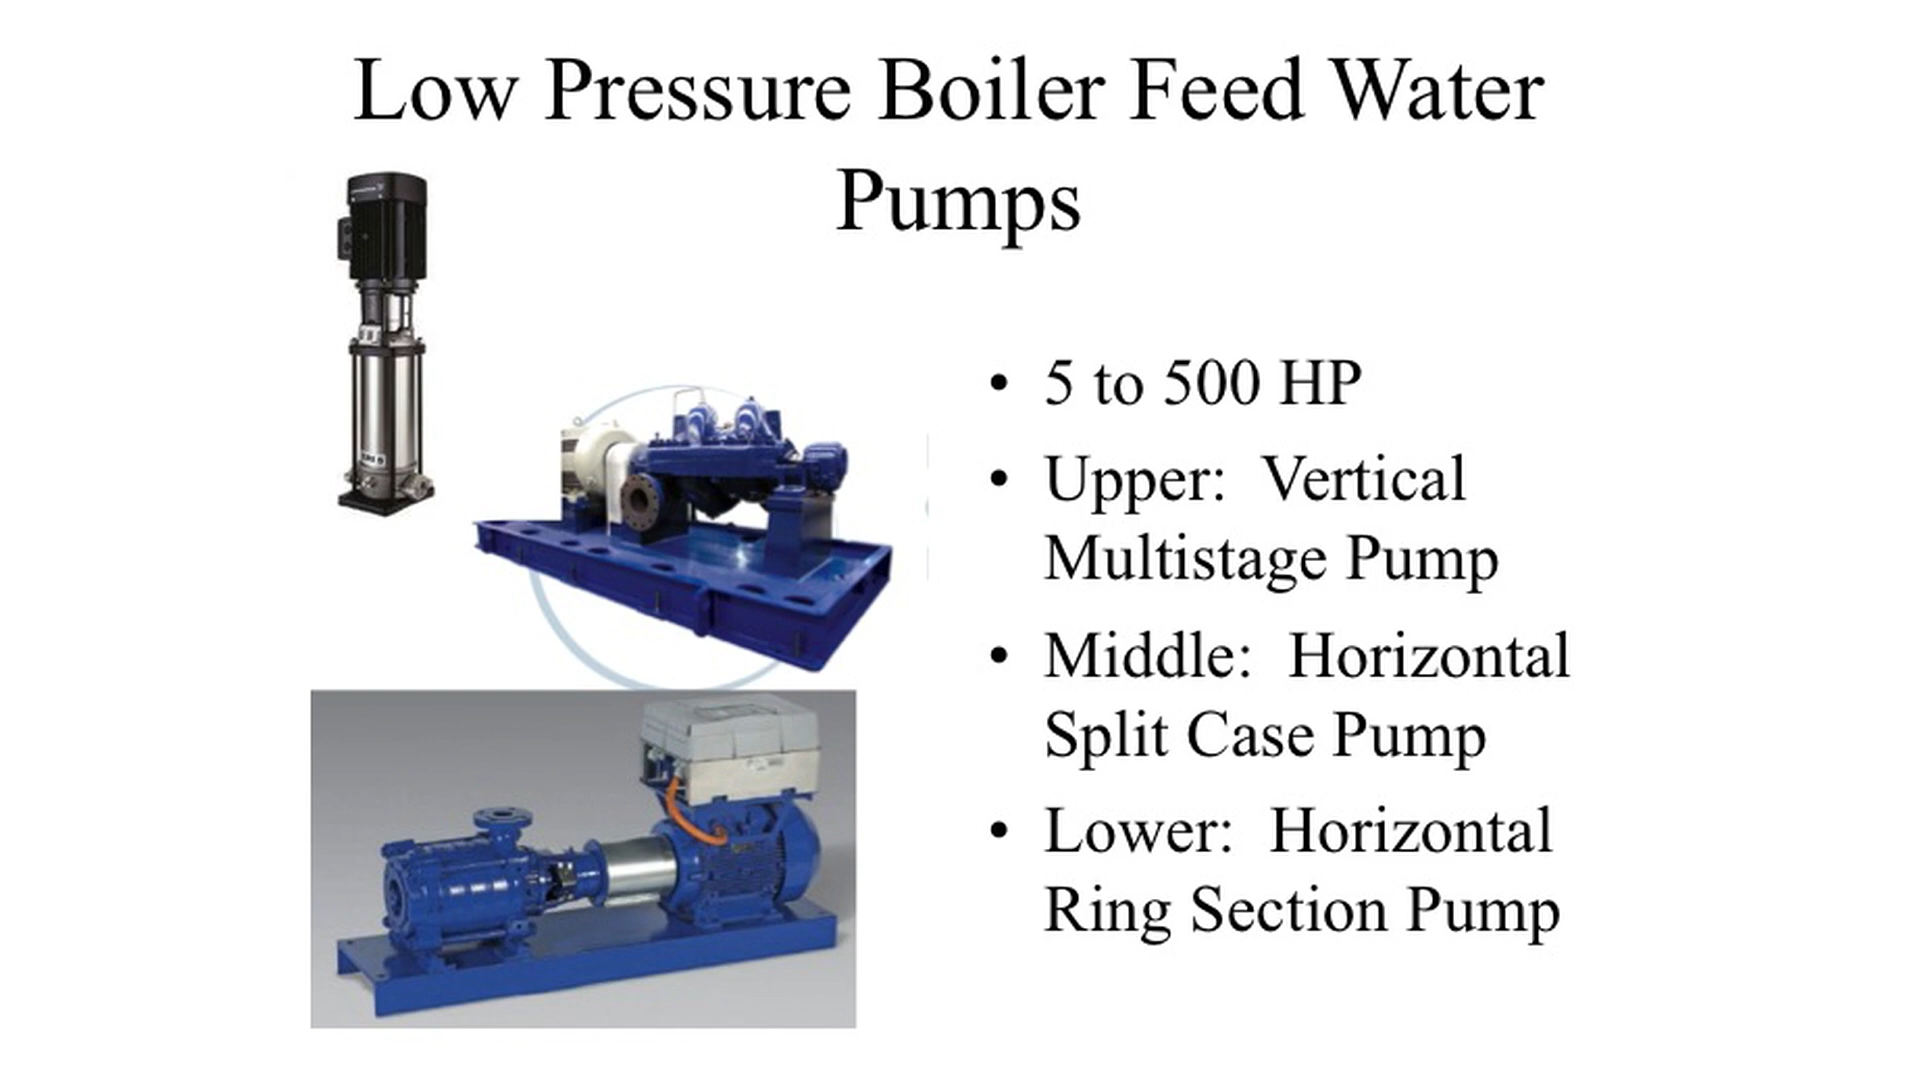 Low Pressure Boiler Feed Water
Pumps
• 5 to 500 HP
• Upper:  Vertical
Multistage Pump
• Middle:  Horizontal
Split Case Pump
• Lower:  Horizontal
Ring Section Pump